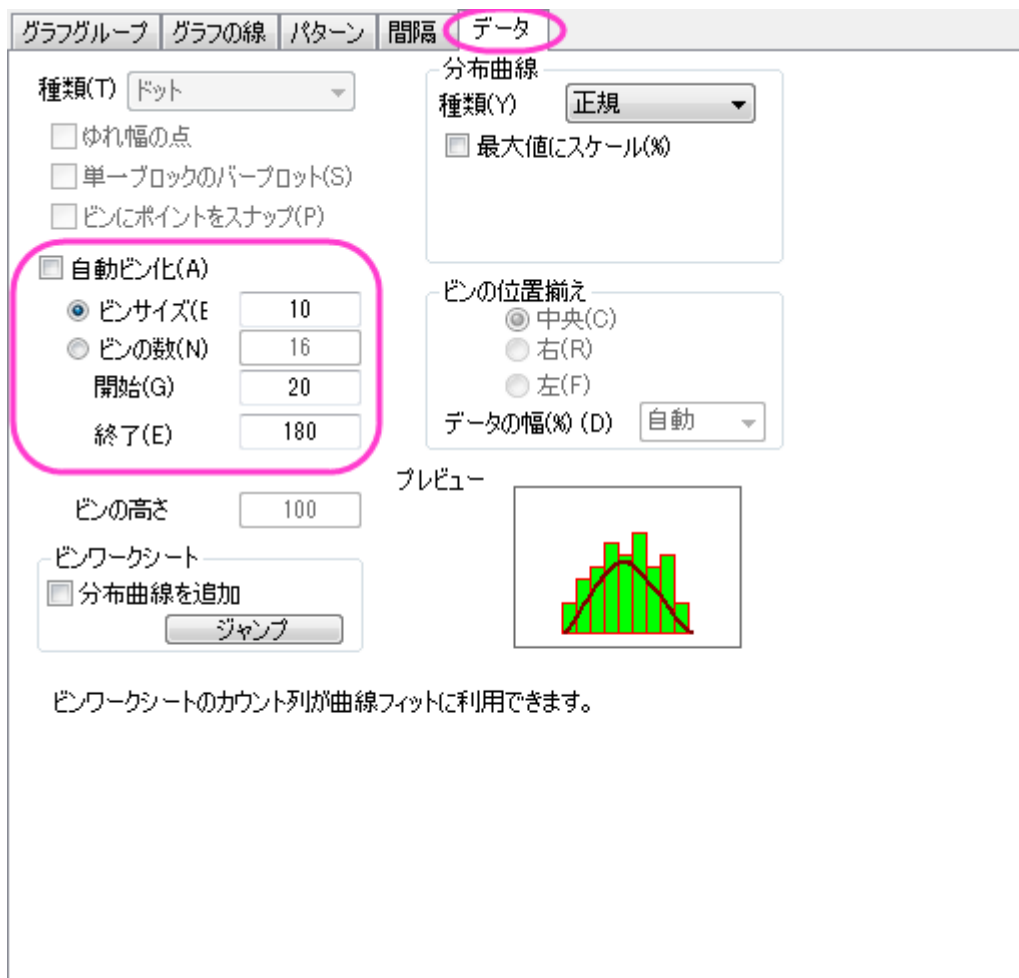 グラフグループ グラフの線 パターン 間隔 データ
種類(T) ドット
ゆれ幅の点
単一ブロックのバープロット(S)
ビンにポイントをスナップ(P)
自動ビン化(A)
ビンサイズ(E 10
ビンの数(N) 16
開始(G) 20
終了(E) 180
ビンの高さ 100
ビンワークシート
分布曲線を追加
ジャンプ
分布曲線
種類(Y) 正規
最大値にスケール(%)
ビンの位置揃え
中央(C)
右(R)
左(F)
データの幅(%) (D) 自動
プレビュー
ビンワークシートのカウント列が曲線フィットに利用できます。